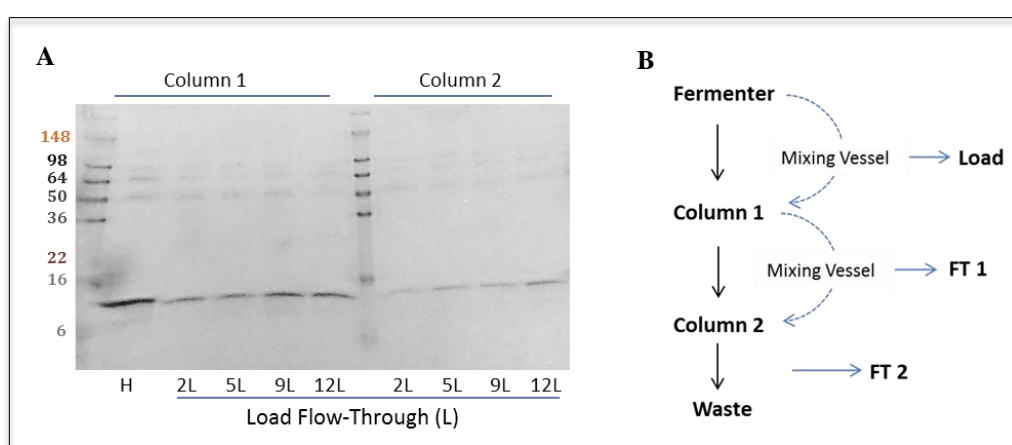 A
Column 1
Column 2
148
98
64
50
36
22
16
6
H 2L 5L 9L 12L 2L 5L 9L 12L
Load Flow-Through (L)
B
Fermenter
Mixing Vessel
Load
Column 1
Mixing Vessel
FT 1
Column 2
FT 2
Waste